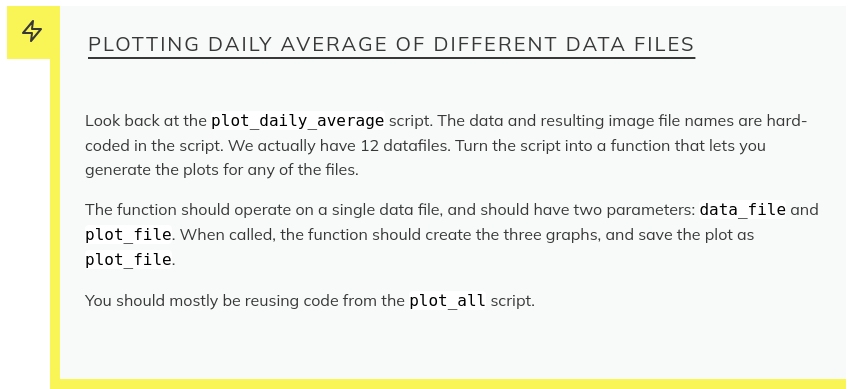 PLOTTING DAILY AVERAGE OF DIFFERENT DATA FILES
Look back at the plot_daily_average script. The data and resulting image file names are hard-
coded in the script. We actually have 12 datafiles. Turn the script into a function that lets you
generate the plots for any of the files.
The function should operate on a single data file, and should have two parameters: data_file and
plot_file. When called, the function should create the three graphs, and save the plot as
plot_file.
You should mostly be reusing code from the plot_all script.